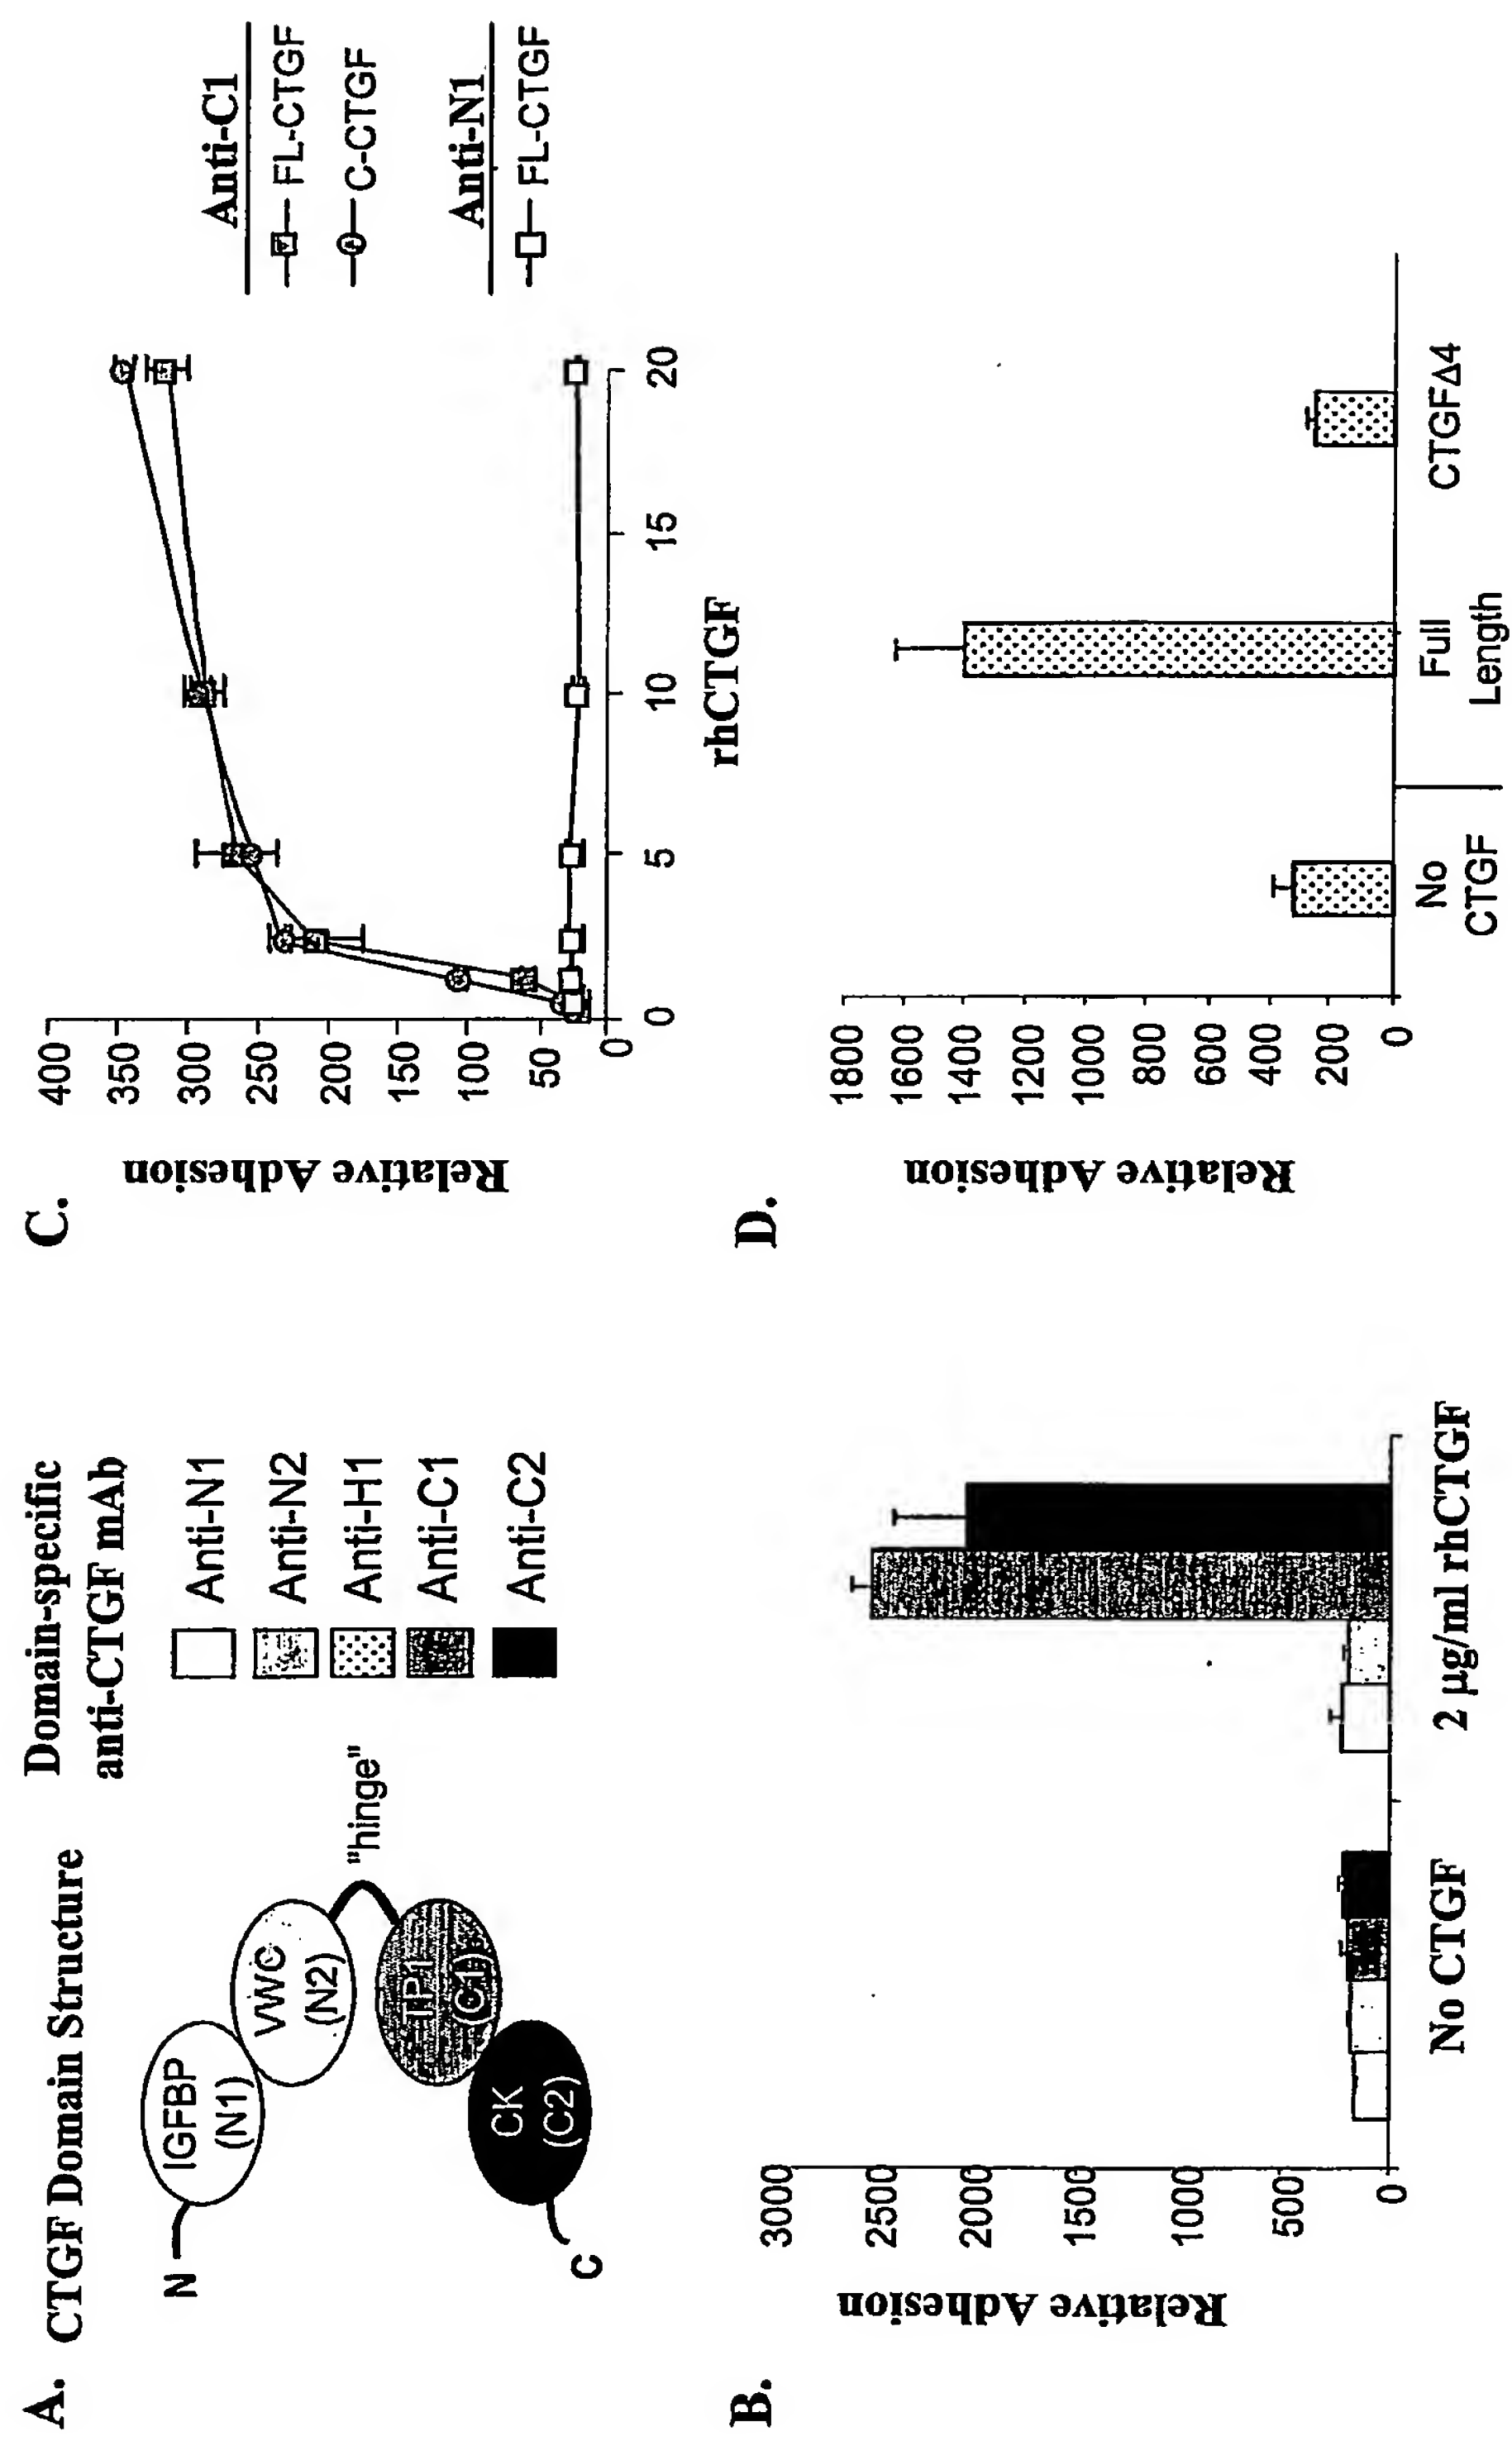 A. CTGF Domain Structure
Domain-specific
anti-CTGF mAb
N
IGFBP
(N1)
VWC
(N2)
"hinge"
TP1
(C1)
CK
(C2)
C
Anti-N1
Anti-N2
Anti-H1
Anti-C1
Anti-C2
B.
Relative Adhesion
3000
2500
2000
1500
1000
500
0
No CTGF
2 µg/ml rhCTGF
C.
Relative Adhesion
400
350
300
250
200
150
100
50
0
0
5
10
15
20
rhCTGF
Anti-C1
FL-CTGF
C-CTGF
Anti-N1
FL-CTGF
D.
Relative Adhesion
1800
1600
1400
1200
1000
800
600
400
200
0
No
CTGF
Full
Length
CTGFΔ4